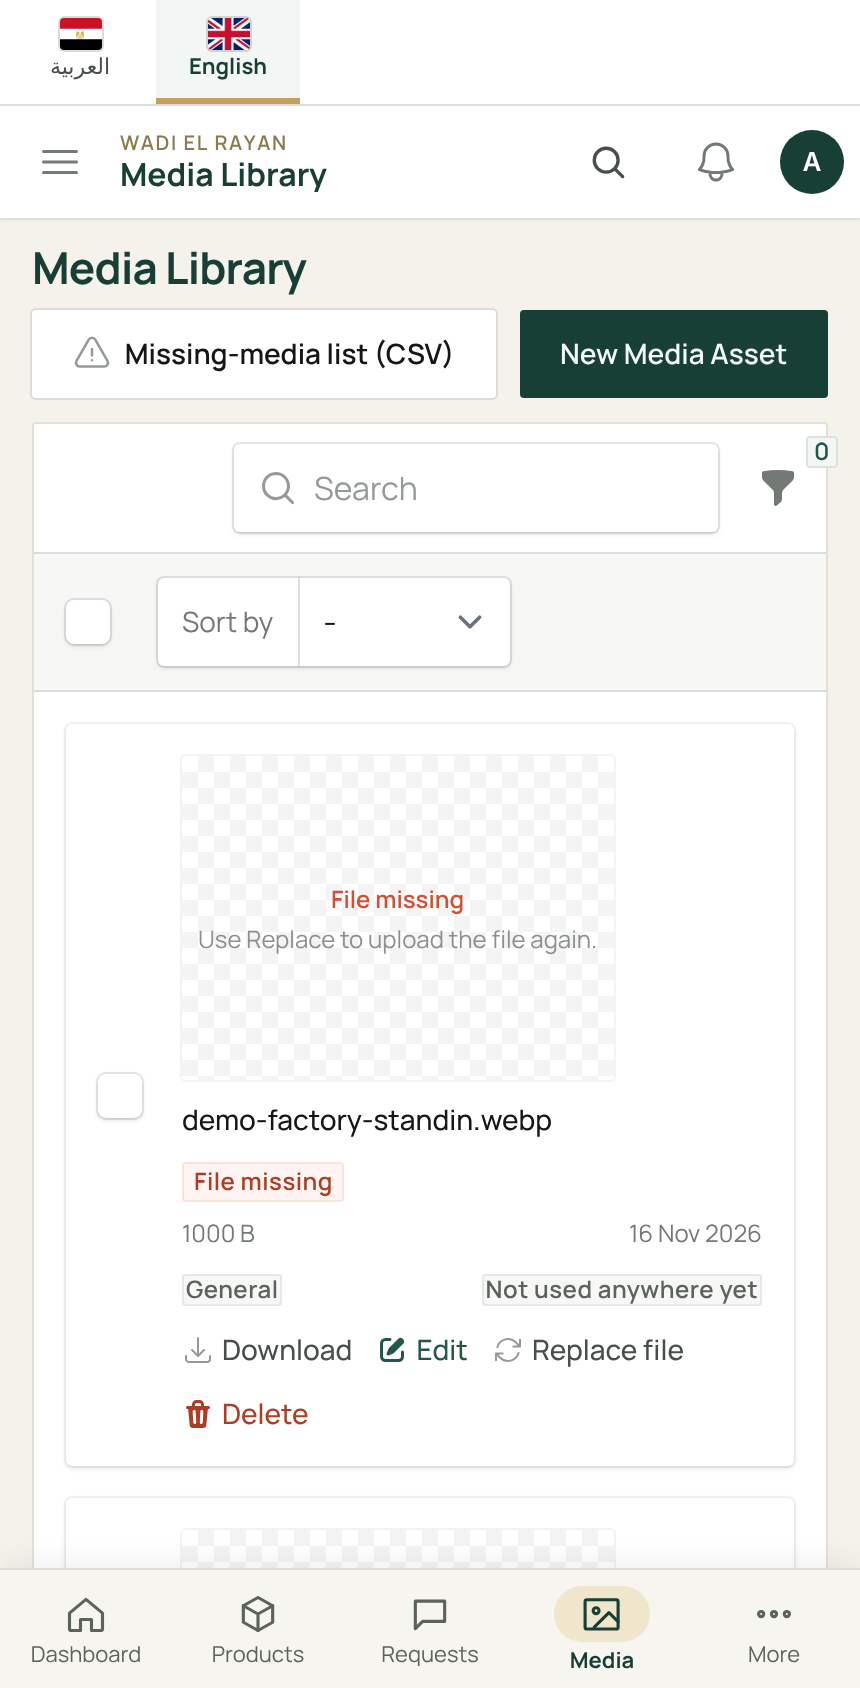 العربية
English
WADI EL RAYAN
Media Library
A
Media Library
Missing-media list (CSV)
New Media Asset
0
Search
Sort by
-
File missing
Use Replace to upload the file again.
demo-factory-standin.webp
File missing
1000 B
16 Nov 2026
General
Not used anywhere yet
Download
Edit
Replace file
Delete
Dashboard
Products
Requests
Media
More